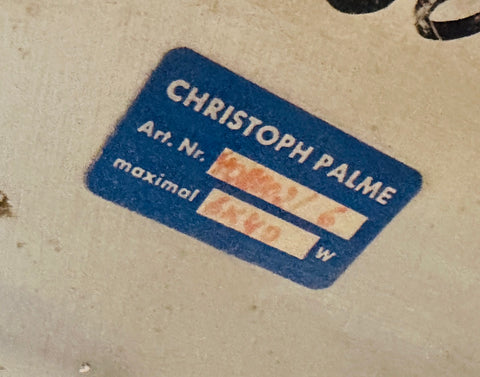 CHRISTOPH PALME
Art. Nr.
maximal 6x40 W